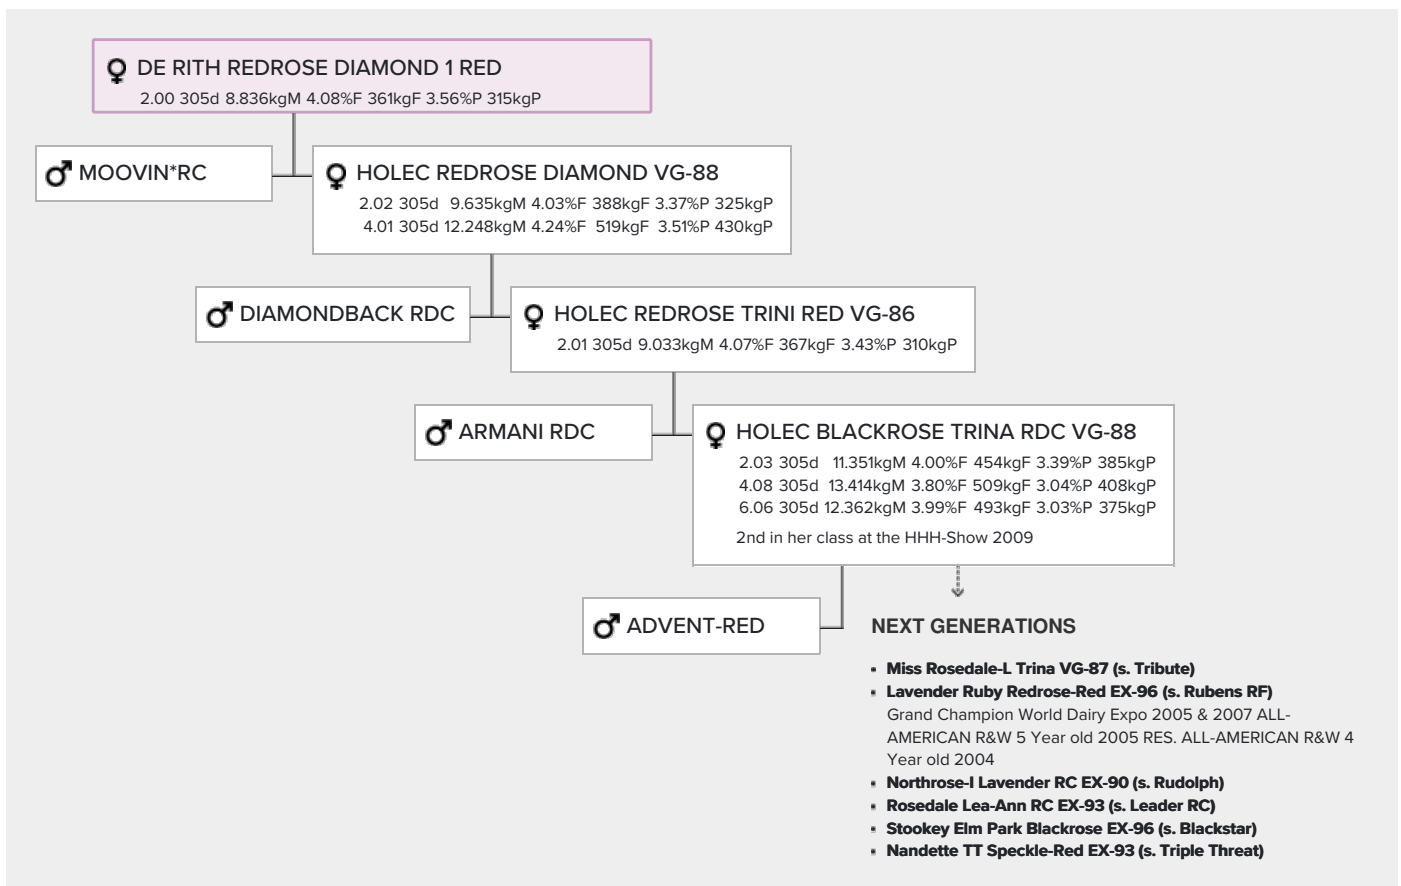 DE RITH REDROSE DIAMOND 1 RED
2.00 305d 8.836kgM 4.08%F 361kgF 3.56%P 315kgP
MOOVIN*RC
HOLEC REDROSE DIAMOND VG-88
2.02 305d 9.635kgM 4.03%F 388kgF 3.37%P 325kgP
4.01 305d 12.248kgM 4.24%F 519kgF 3.51%P 430kgP
DIAMONDBACK RDC
HOLEC REDROSE TRINI RED VG-86
2.01 305d 9.033kgM 4.07%F 367kgF 3.43%P 310kgP
ARMANI RDC
HOLEC BLACKROSE TRINA RDC VG-88
2.03 305d 11.351kgM 4.00%F 454kgF 3.39%P 385kgP
4.08 305d 13.414kgM 3.80%F 509kgF 3.04%P 408kgP
6.06 305d 12.362kgM 3.99%F 493kgF 3.03%P 375kgP
2nd in her class at the HHH-Show 2009
ADVENT-RED
NEXT GENERATIONS
Miss Rosedale-L Trina VG-87 (s. Tribute)
Lavender Ruby Redrose-Red EX-96 (s. Rubens RF)
Grand Champion World Dairy Expo 2005 & 2007 ALL-
AMERICAN R&W 5 Year old 2005 RES. ALL-AMERICAN R&W 4
Year old 2004
Northrose-I Lavender RC EX-90 (s. Rudolph)
Rosedale Lea-Ann RC EX-93 (s. Leader RC)
Stookey Elm Park Blackrose EX-96 (s. Blackstar)
Nandette TT Speckle-Red EX-93 (s. Triple Threat)